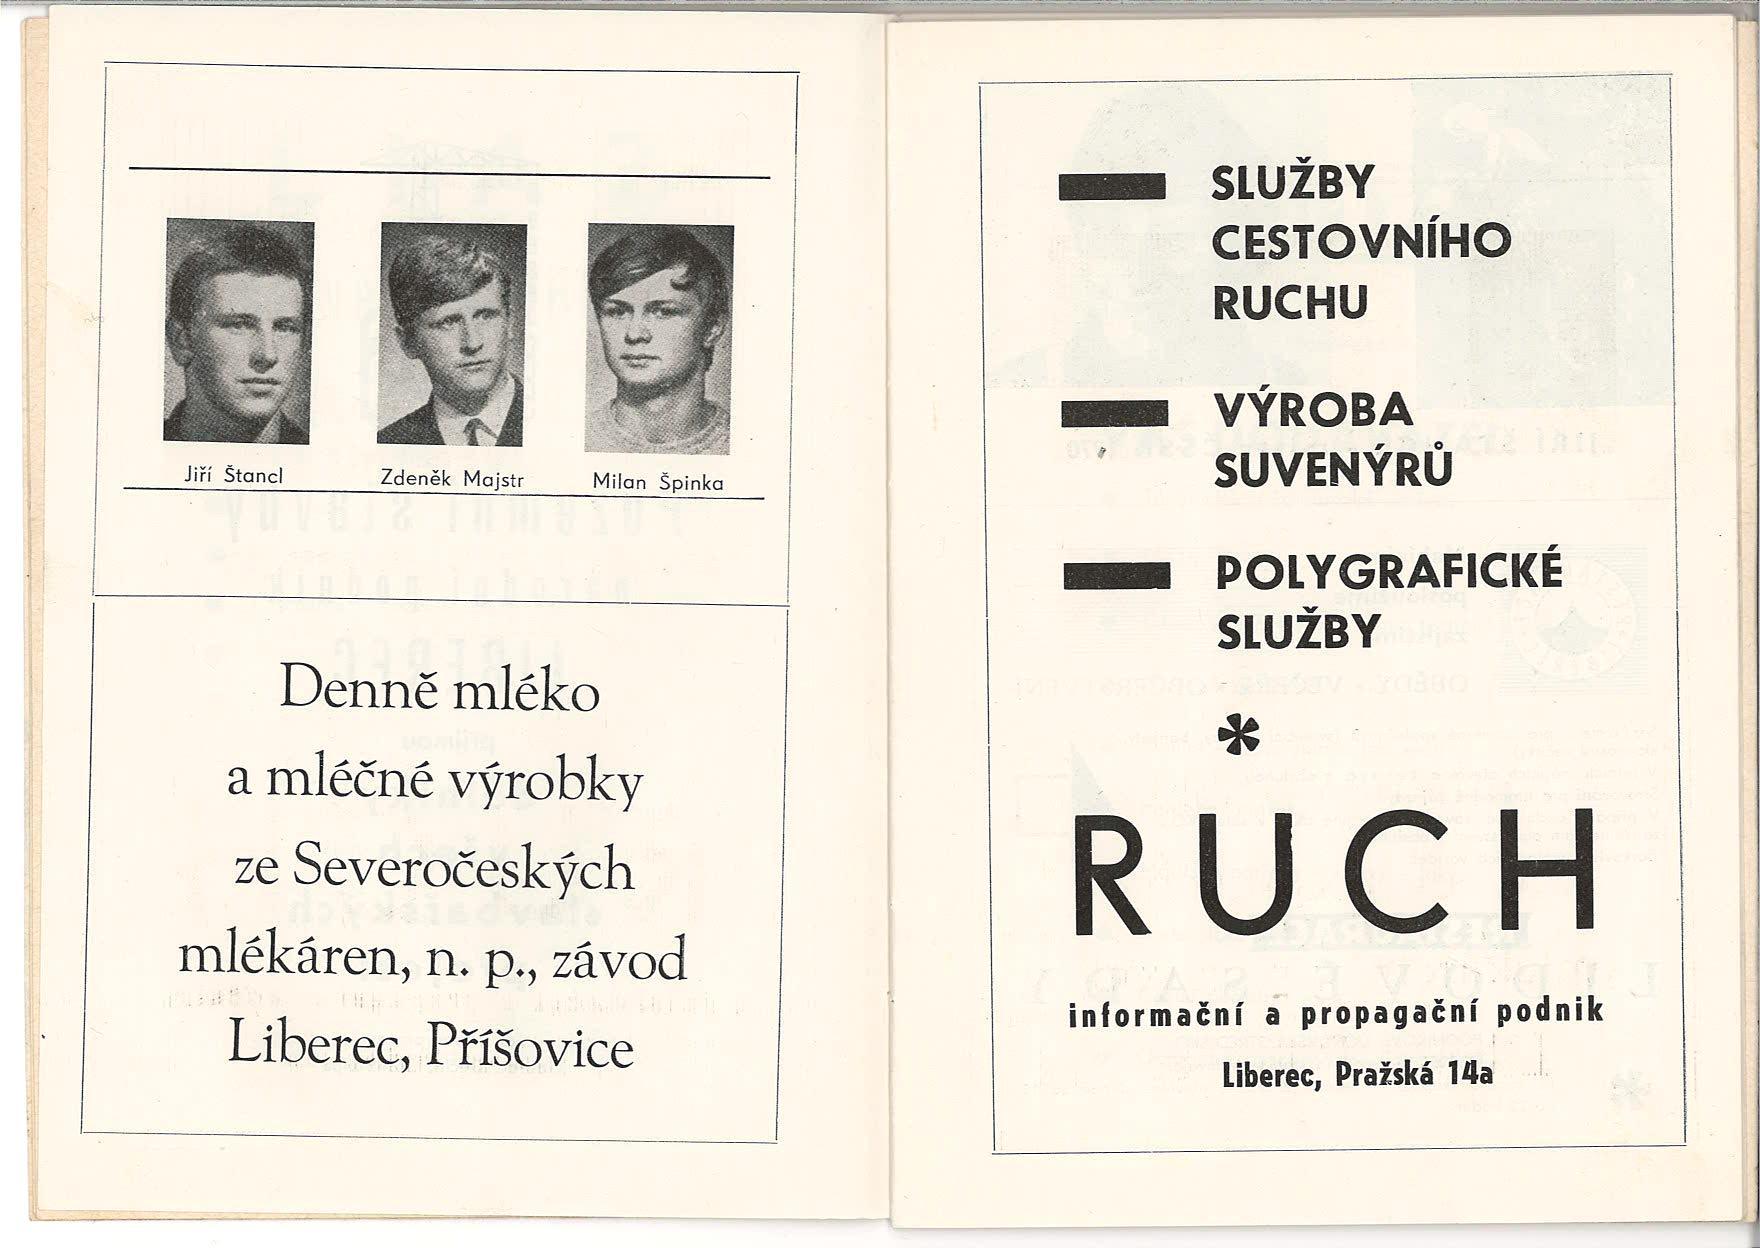 Jiří Štancl
Zdeněk Majstr
Milan Špinka
Denně mléko
a mléčné výrobky
ze Severočeských
mlékáren, n. p., závod
Liberec, Příšovice
SLUŽBY
CESTOVNÍHO
RUCHU
VÝROBA
SUVENÝRŮ
POLYGRAFICKÉ
SLUŽBY
*
RUCH
informační a propagační podnik
Liberec, Pražská 14a